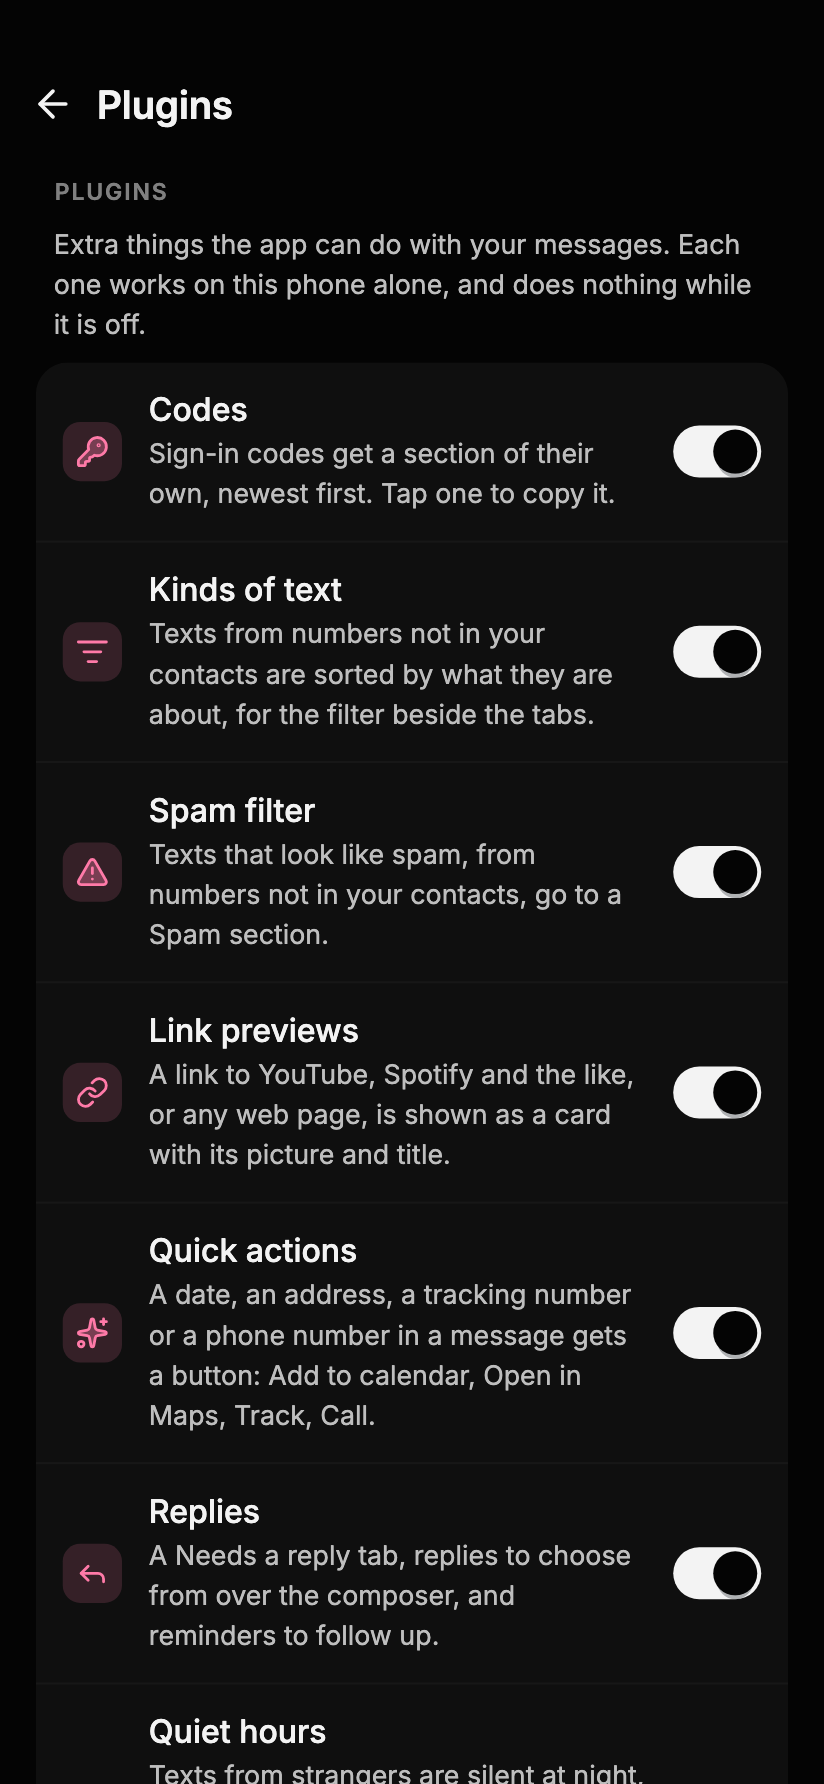 Plugins
PLUGINS
Extra things the app can do with your messages. Each
one works on this phone alone, and does nothing while
it is off.
Codes
Sign-in codes get a section of their
own, newest first. Tap one to copy it.
Kinds of text
Texts from numbers not in your
contacts are sorted by what they are
about, for the filter beside the tabs.
Spam filter
Texts that look like spam, from
numbers not in your contacts, go to a
Spam section.
Link previews
A link to YouTube, Spotify and the like,
or any web page, is shown as a card
with its picture and title.
Quick actions
A date, an address, a tracking number
or a phone number in a message gets
a button: Add to calendar, Open in
Maps, Track, Call.
Replies
A Needs a reply tab, replies to choose
from over the composer, and
reminders to follow up.
Quiet hours
Texts from strangers are silent at night.